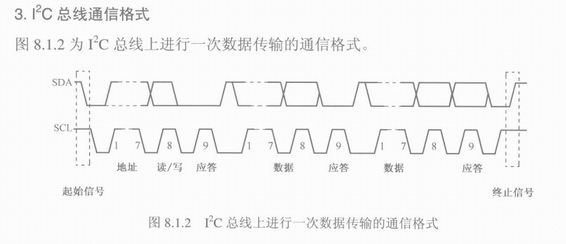 3. I²C 总线通信格式
图 8.1.2 为 I²C 总线上进行一次数据传输的通信格式。
SDA
SCL
1 7 8 9 1 7 8 9 1 7 8 9
地址 读/写 应答 数据 应答 数据 应答
起始信号 终止信号
图 8.1.2 I²C 总线上进行一次数据传输的通信格式